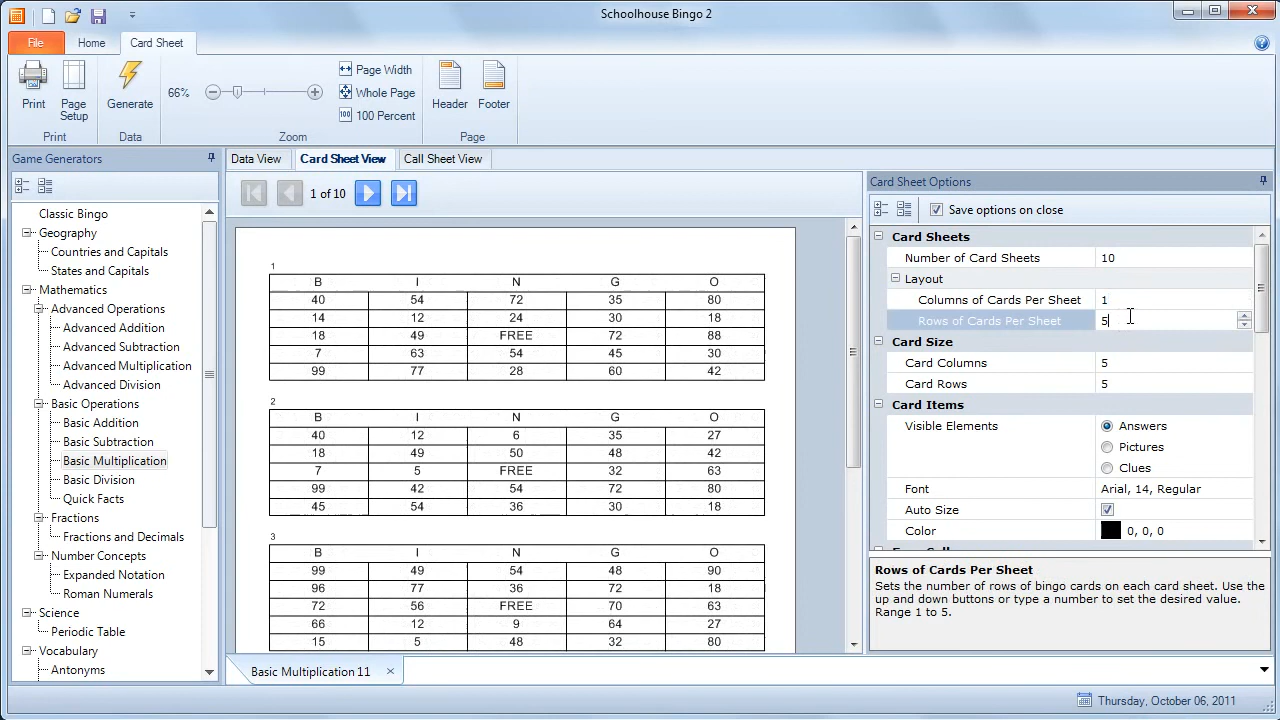 Schoolhouse Bingo 2
File Home Card Sheet
Print
Page Setup
Generate
66%
Page Width
Whole Page
100 Percent
Header
Footer
Print Data Zoom Page
Game Generators
Classic Bingo
Geography
Countries and Capitals
States and Capitals
Mathematics
Advanced Operations
Advanced Addition
Advanced Subtraction
Advanced Multiplication
Advanced Division
Basic Operations
Basic Addition
Basic Subtraction
Basic Multiplication
Basic Division
Quick Facts
Fractions
Fractions and Decimals
Number Concepts
Expanded Notation
Roman Numerals
Science
Periodic Table
Vocabulary
Antonyms
Data View Card Sheet View Call Sheet View
1 of 10
1
B I N G O
40 54 72 35 80
14 12 24 30 18
18 49 FREE 72 88
7 63 54 45 30
99 77 28 60 42
2
B I N G O
40 12 6 35 27
18 49 50 48 42
7 5 FREE 32 63
99 42 54 72 80
45 54 36 30 18
3
B I N G O
99 49 54 48 90
96 77 36 72 18
72 56 FREE 70 63
66 12 9 64 27
15 5 48 32 80
Basic Multiplication 11
Card Sheet Options
Save options on close
Card Sheets
Number of Card Sheets 10
Layout
Columns of Cards Per Sheet 1
Rows of Cards Per Sheet 5
Card Size
Card Columns 5
Card Rows 5
Card Items
Visible Elements Answers
Pictures
Clues
Font Arial, 14, Regular
Auto Size
Color 0, 0, 0
Rows of Cards Per Sheet
Sets the number of rows of bingo cards on each card sheet. Use the
up and down buttons or type a number to set the desired value.
Range 1 to 5.
Thursday, October 06, 2011